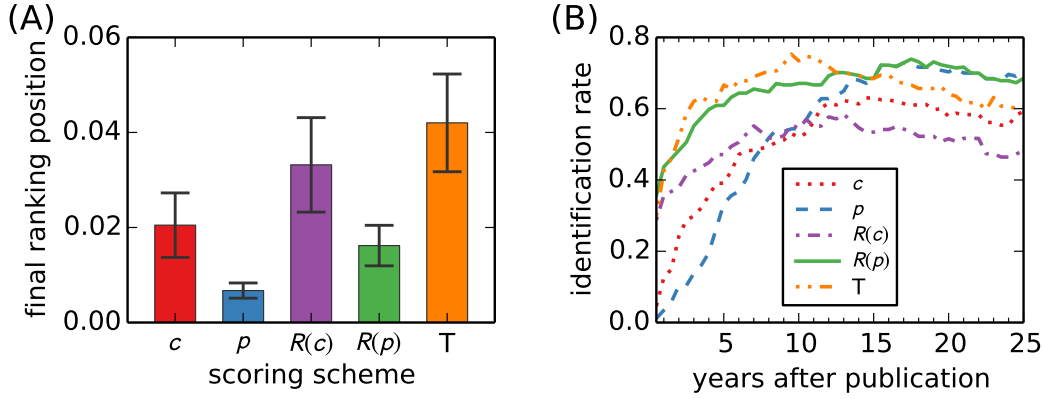 (A)
0.06
0.04
0.02
0.00
final ranking position
c p R(c) R(p) T
scoring scheme
(B)
0.8
0.6
0.4
0.2
0.0
identification rate
c
p
R(c)
R(p)
T
5 10 15 20 25
years after publication